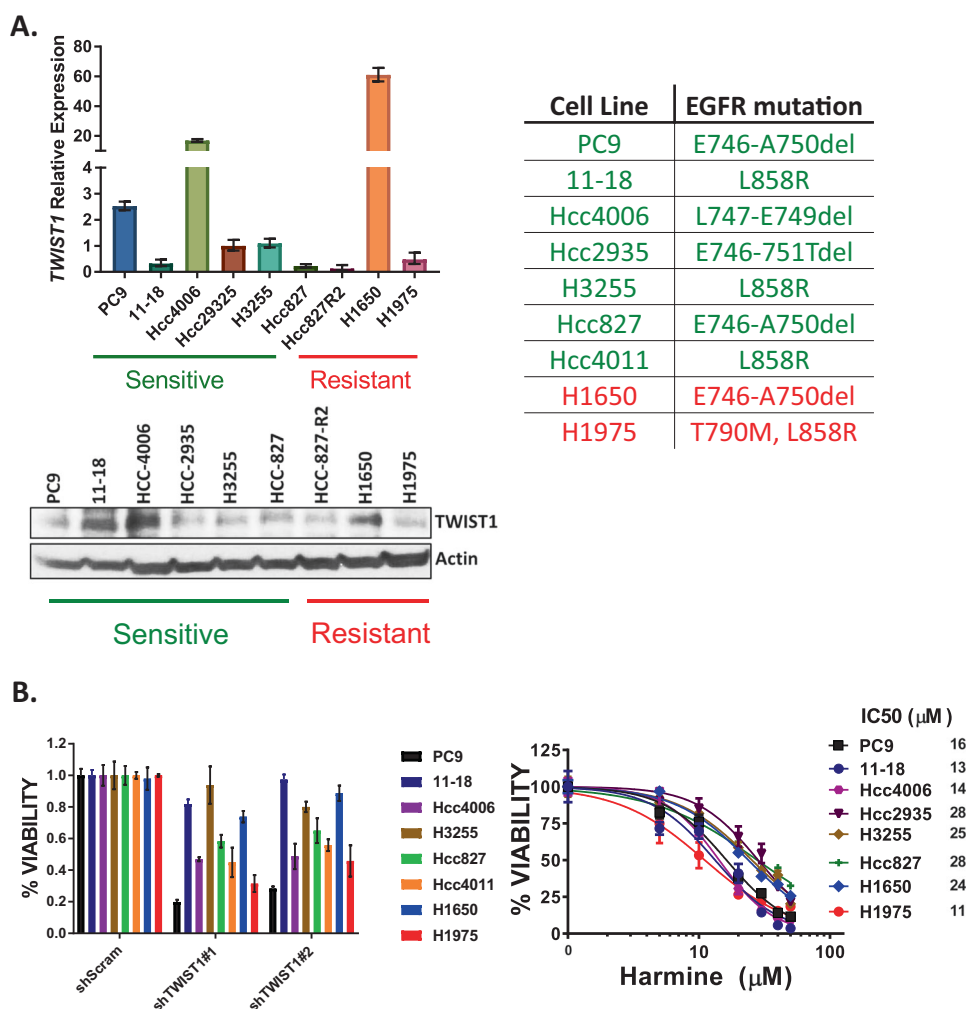 A.
TWIST1 Relative Expression
80
60
40
20
4
3
2
1
0
PC9
11-18
Hcc4006
Hcc29325
H3255
Hcc827
Hcc827R2
H1650
H1975
Sensitive
Resistant
Cell Line EGFR mutation
PC9 E746-A750del
11-18 L858R
Hcc4006 L747-E749del
Hcc2935 E746-751Tdel
H3255 L858R
Hcc827 E746-A750del
Hcc4011 L858R
H1650 E746-A750del
H1975 T790M, L858R
PC9
11-18
HCC-4006
HCC-2935
H3255
HCC-827
HCC-827-R2
H1650
H1975
TWIST1
Actin
Sensitive
Resistant
B.
% VIABILITY
1.2
1.0
0.8
0.6
0.4
0.2
0.0
shScram
shTWIST1#1
shTWIST1#2
PC9
11-18
Hcc4006
H3255
Hcc827
Hcc4011
H1650
H1975
% VIABILITY
125
100
75
50
25
0
0
10
100
Harmine (μM)
IC50 (μM)
PC9 16
11-18 13
Hcc4006 14
Hcc2935 28
H3255 25
Hcc827 28
H1650 24
H1975 11